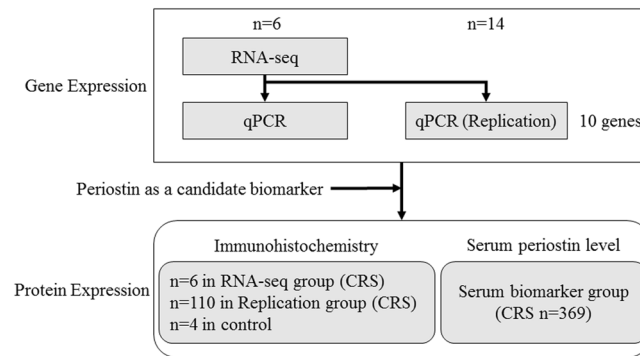 n=6 n=14
RNA-seq
Gene Expression
qPCR qPCR (Replication) 10 genes
Periostin as a candidate biomarker
Immunohistochemistry Serum periostin level
Protein Expression
n=6 in RNA-seq group (CRS)
n=110 in Replication group (CRS)
n=4 in control
Serum biomarker group
(CRS n=369)